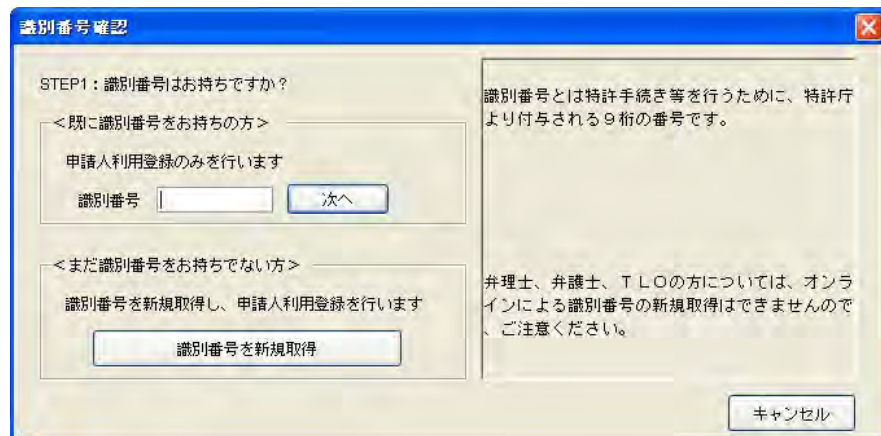 識別番号確認
STEP1：識別番号はお持ちですか？
＜既に識別番号をお持ちの方＞
申請人利用登録のみを行います
識別番号
次へ
＜まだ識別番号をお持ちでない方＞
識別番号を新規取得し、申請人利用登録を行います
識別番号を新規取得
識別番号とは特許手続き等を行うために、特許庁
より付与される９桁の番号です。
弁理士、弁護士、ＴＬＯの方については、オンラ
インによる識別番号の新規取得はできませんので
、ご注意ください。
キャンセル